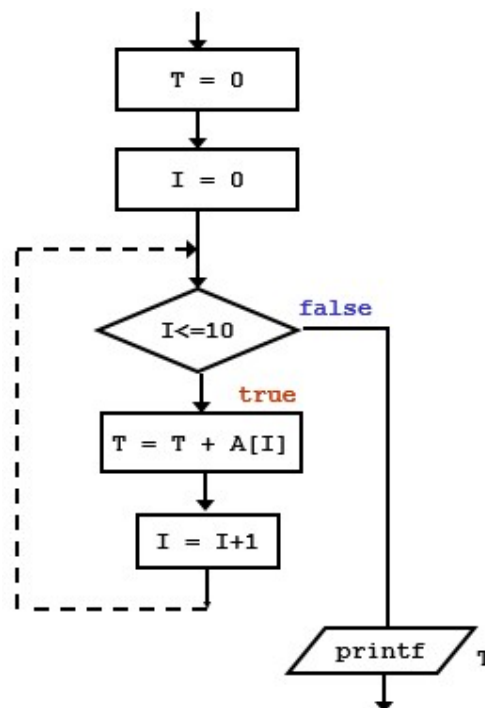 T = 0
I = 0
I<=10
false
true
T = T + A[I]
I = I+1
printf T